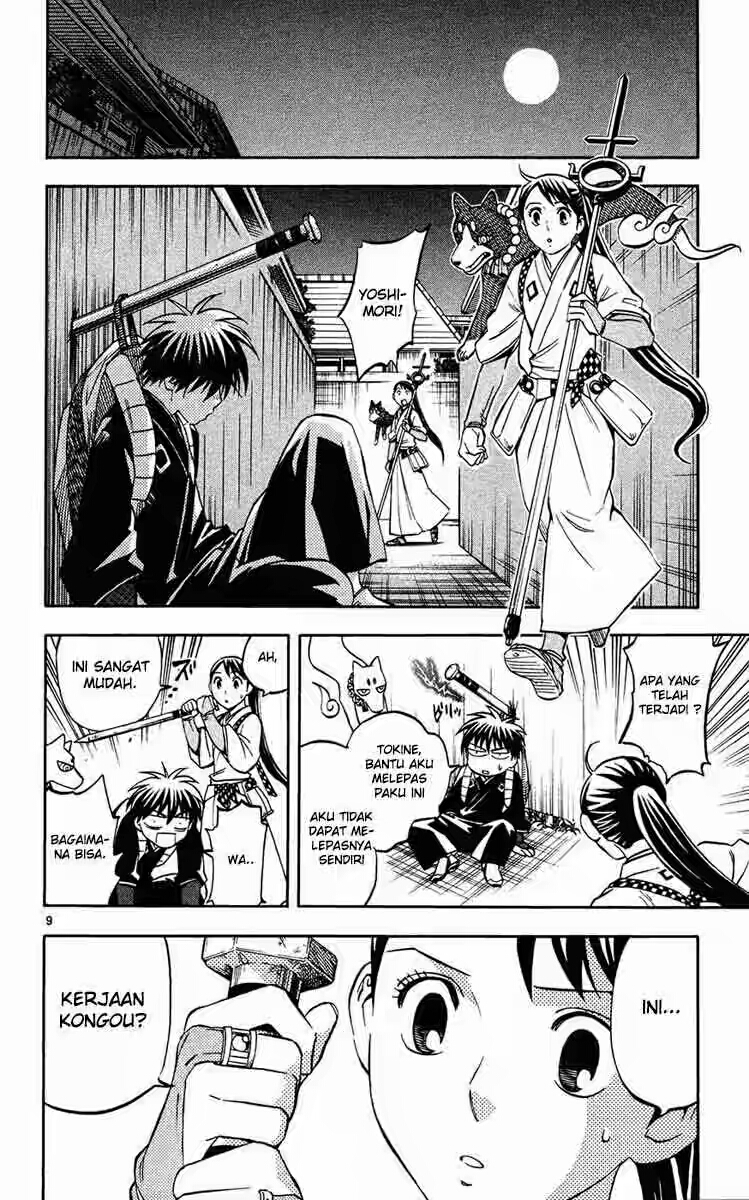 YOSHI-
MORI!
APA YANG
TELAH
TERJADI ?
TOKINE,
BANTU AKU
MELEPAS
PAKU INI
AKU TIDAK
DAPAT ME-
LEPASNYA
SENDIRI
AH,
INI SANGAT
MUDAH.
WA..
BAGAIMA-
NA BISA.
9
INI...
KERJAAN
KONGOU?